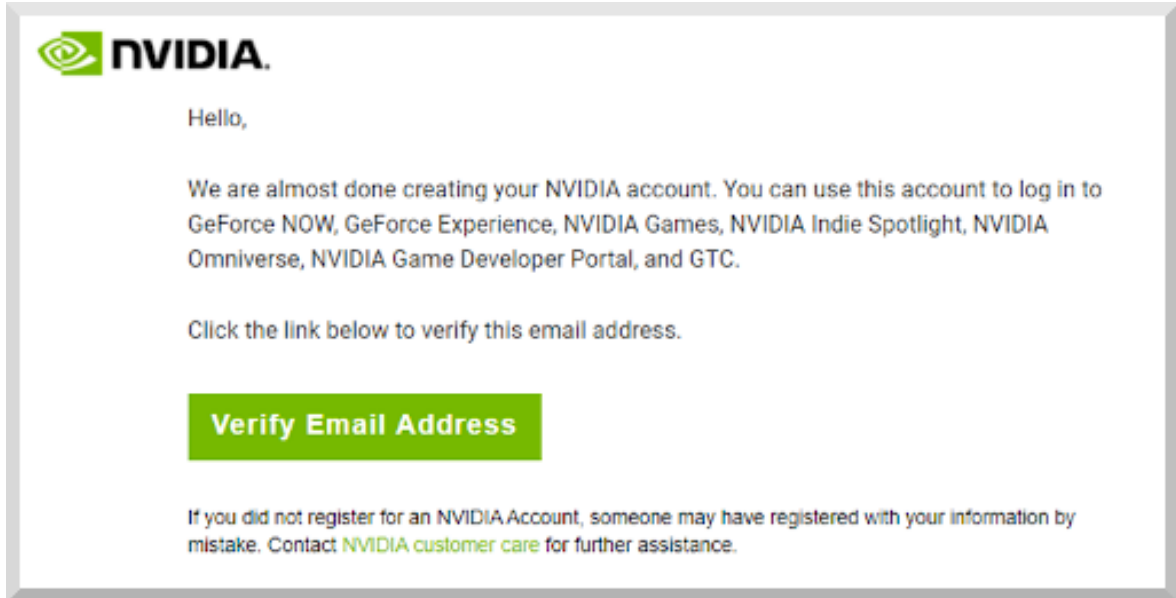 NVIDIA.
Hello,
We are almost done creating your NVIDIA account. You can use this account to log in to
GeForce NOW, GeForce Experience, NVIDIA Games, NVIDIA Indie Spotlight, NVIDIA
Omniverse, NVIDIA Game Developer Portal, and GTC.
Click the link below to verify this email address.
Verify Email Address
If you did not register for an NVIDIA Account, someone may have registered with your information by
mistake. Contact NVIDIA customer care for further assistance.